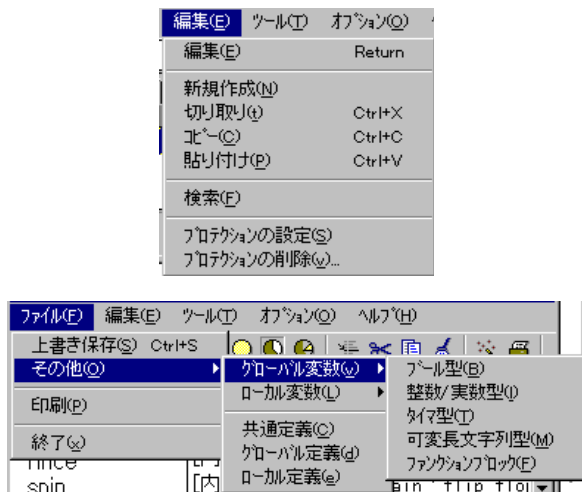 編集(E) ツール(T) オプション(O)
編集(E) Return
新規作成(N)
切り取り(t) Ctrl+X
コピー(C) Ctrl+C
貼り付け(P) Ctrl+V
検索(F)
プロテクションの設定(S)
プロテクションの削除(w)...
ファイル(F) 編集(E) ツール(T) オプション(O) ヘルプ(H)
上書き保存(S) Ctrl+S
その他(O) グローバル変数(v) ブール型(B)
ローカル変数(L) 整数/実数型(I)
印刷(P) タイマ型(T)
共通定義(C) 可変長文字列型(M)
終了(w) グローバル定義(d) ファンクションブロック(F)
ローカル定義(e)
spin [内 flip flou